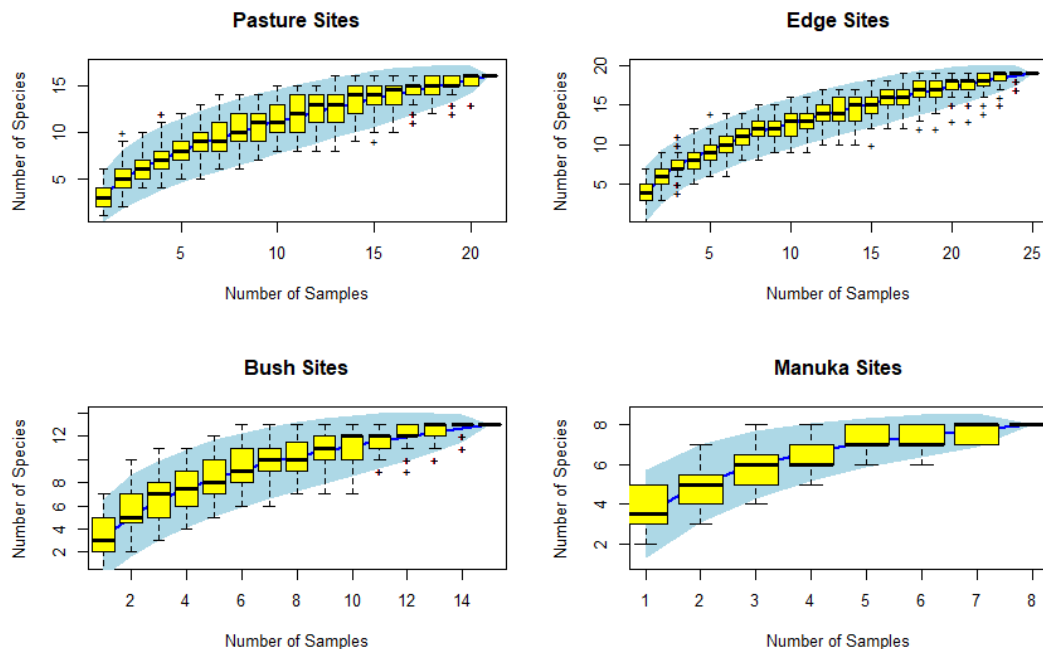 Pasture Sites
Number of Species
15
10
5
5 10 15 20
Number of Samples
Edge Sites
Number of Species
20
15
10
5
5 10 15 20 25
Number of Samples
Bush Sites
Number of Species
12
8
6
4
2
2 4 6 8 10 12 14
Number of Samples
Manuka Sites
Number of Species
8
6
4
2
1 2 3 4 5 6 7 8
Number of Samples